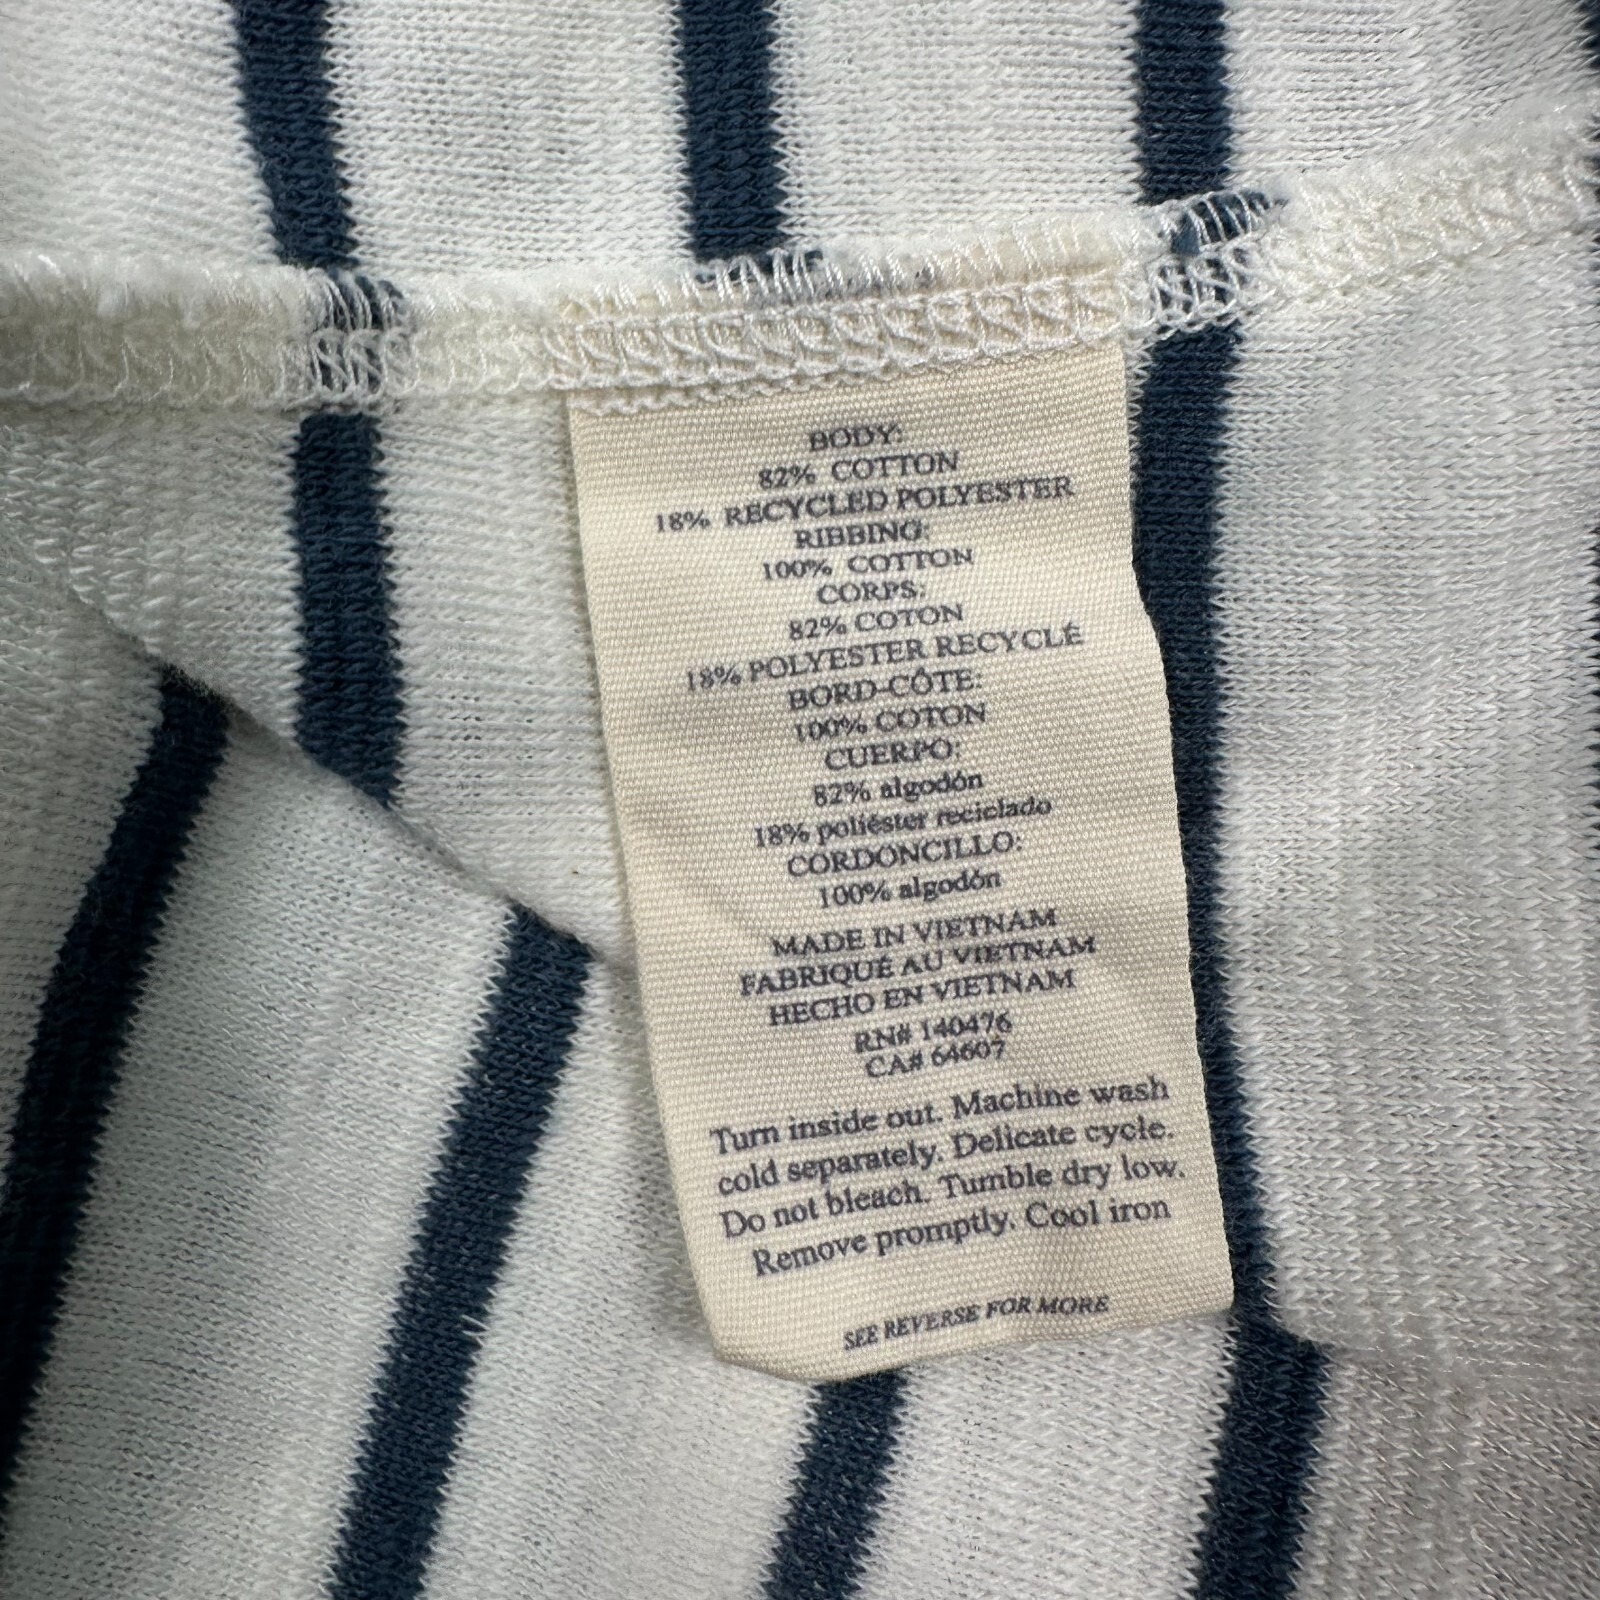 BODY:
82% COTTON
18% RECYCLED POLYESTER
RIBBING:
100% COTTON
CORPS:
82% COTON
18% POLYESTER RECYCLÉ
BORD-CÔTE:
100% COTON
CUERPO:
82% algodón
18% poliéster reciclado
CORDONCILLO:
100% algodón
MADE IN VIETNAM
FABRIQUÉ AU VIETNAM
HECHO EN VIETNAM
RN# 140476
CA# 64607
Turn inside out. Machine wash
cold separately. Delicate cycle.
Do not bleach. Tumble dry low.
Remove promptly. Cool iron
SEE REVERSE FOR MORE